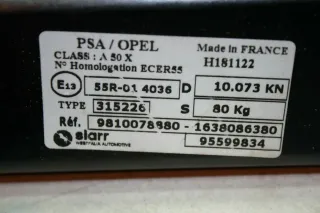 PSA / OPEL Made in FRANCE
CLASS : A 50 X H181122
N° Homologation ECER55
E13 55R-01 4036 D 10.073 KN
TYPE 315226 S 80 Kg
Réf. 9810078880 - 1638086380
siarr 95599834
WESTFALIA AUTOMOTIVE